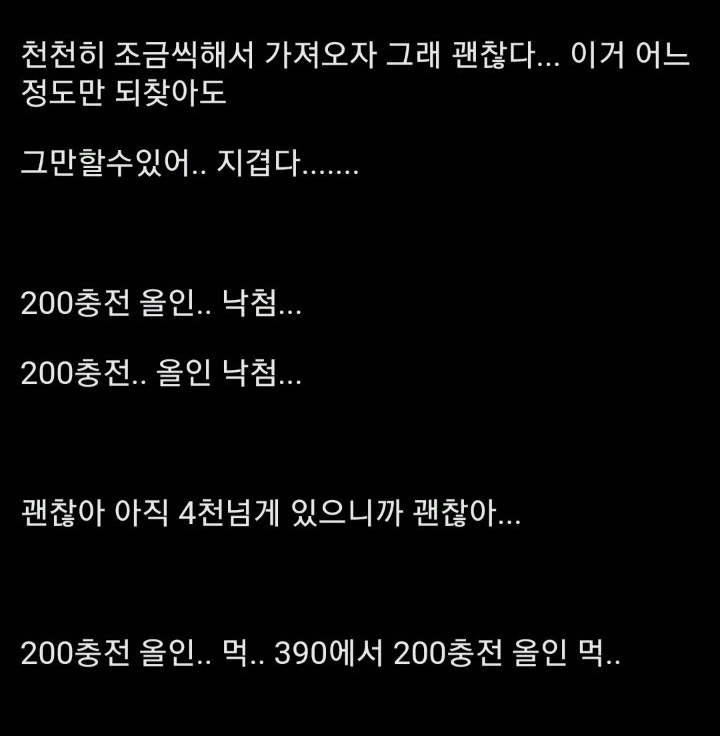 천천히 조금씩해서 가져오자 그래 괜찮다... 이거 어느
정도만 되찾아도
그만할수있어.. 지겹다.......
200충전 올인.. 낙첨...
200충전.. 올인 낙첨...
괜찮아 아직 4천넘게 있으니까 괜찮아...
200충전 올인.. 먹.. 390에서 200충전 올인 먹..